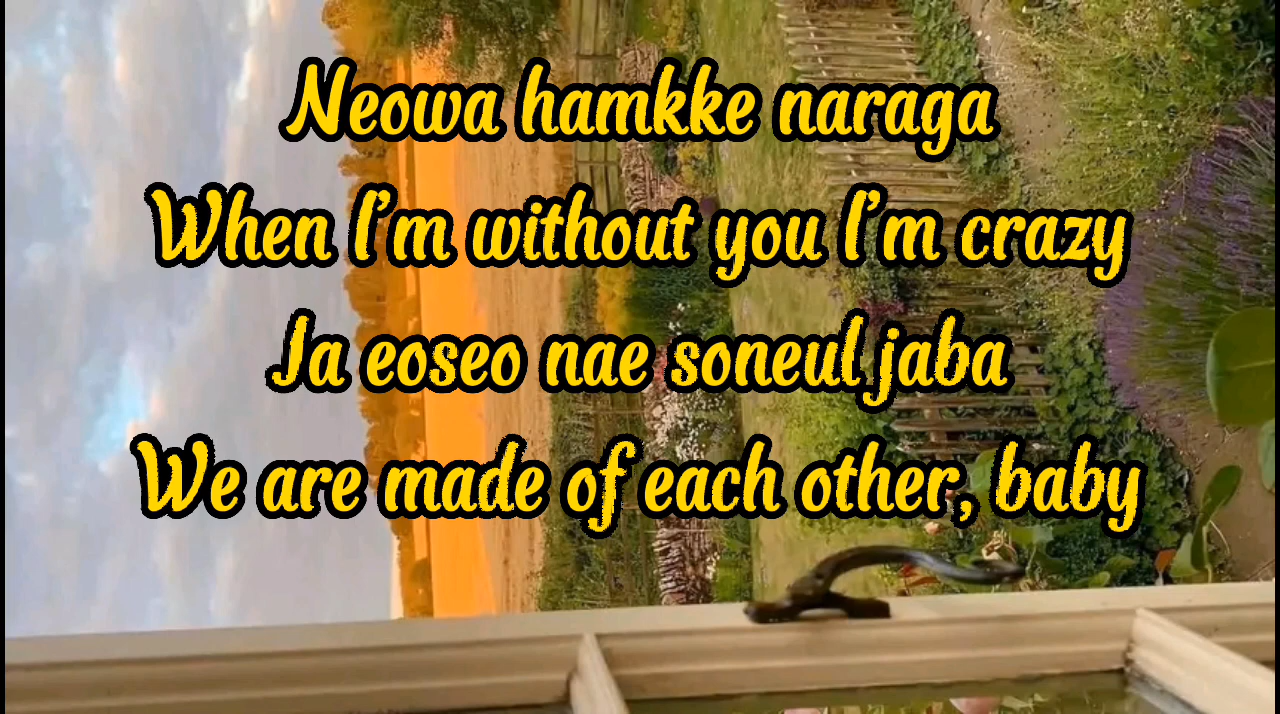 Neowa hamkke naraga
When I'm without you I'm crazy
Ja eoseo nae soneul jaba
We are made of each other, baby